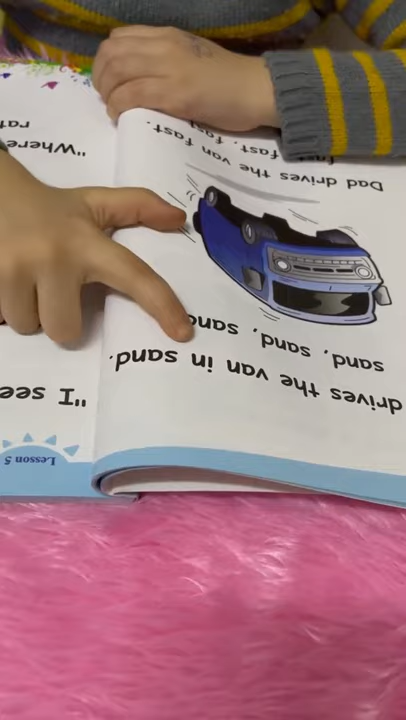 drives the van in sand.
sand, sand, sand
Dad drives the van fast.
fast, fast
Lesson 5
"I see
"Where